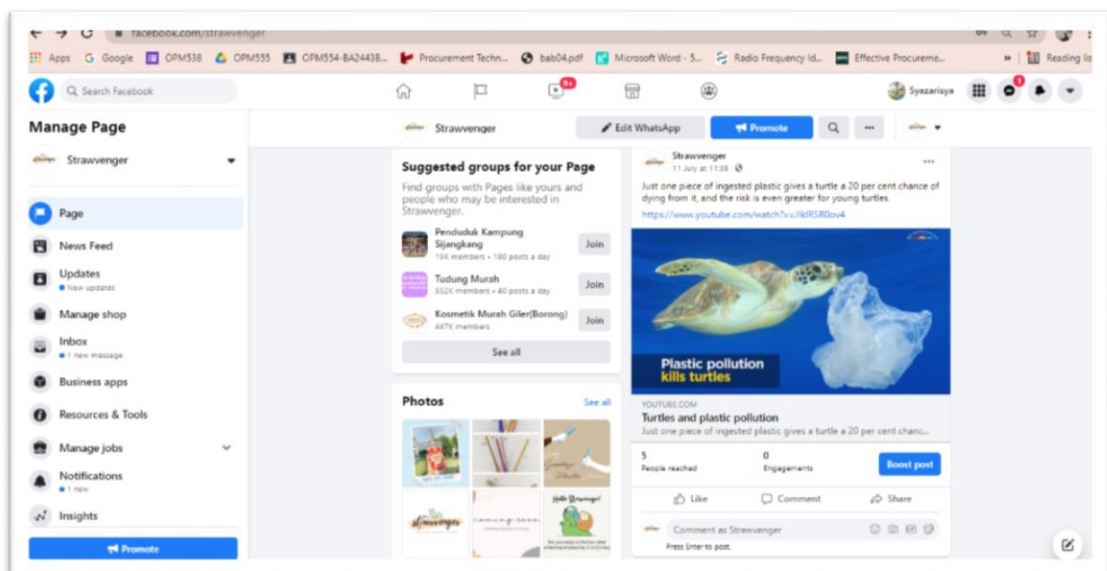 facebook.com/strawvenger
Apps Google OPM538 OPM555 OPM554-BA24438... Procurement Techn... bab04.pdf Microsoft Word - 5... Radio Frequency Id... Effective Procureme... » Reading lis
Search Facebook
9+
Syazarisya
1
Manage Page
Strawvenger
Page
News Feed
Updates
New updates
Manage shop
Inbox
1 new message
Business apps
Resources & Tools
Manage jobs
Notifications
1 new
Insights
Promote
Strawvenger
Edit WhatsApp
Promote
Suggested groups for your Page
Find groups with Pages like yours and
people who may be interested in
Strawvenger.
Penduduk Kampung
Sijangkang
15K members • 100 posts a day
Join
Tudung Murah
552K members • 40 posts a day
Join
Kosmetik Murah Giler(Borong)
447K members
Join
See all
Photos
See all
strawvenger
coming soon
Hello Strawvenger!
Strawvenger
11 July at 11:38
Just one piece of ingested plastic gives a turtle a 20 per cent chance of
dying from it, and the risk is even greater for young turtles.
Plastic pollution
kills turtles
YOUTUBE.COM
Turtles and plastic pollution
Just one piece of ingested plastic gives a turtle a 20 per cent chanc...
5
People reached
0
Engagements
Boost post
Like
Comment
Share
Comment as Strawvenger
GIF
Press Enter to post.